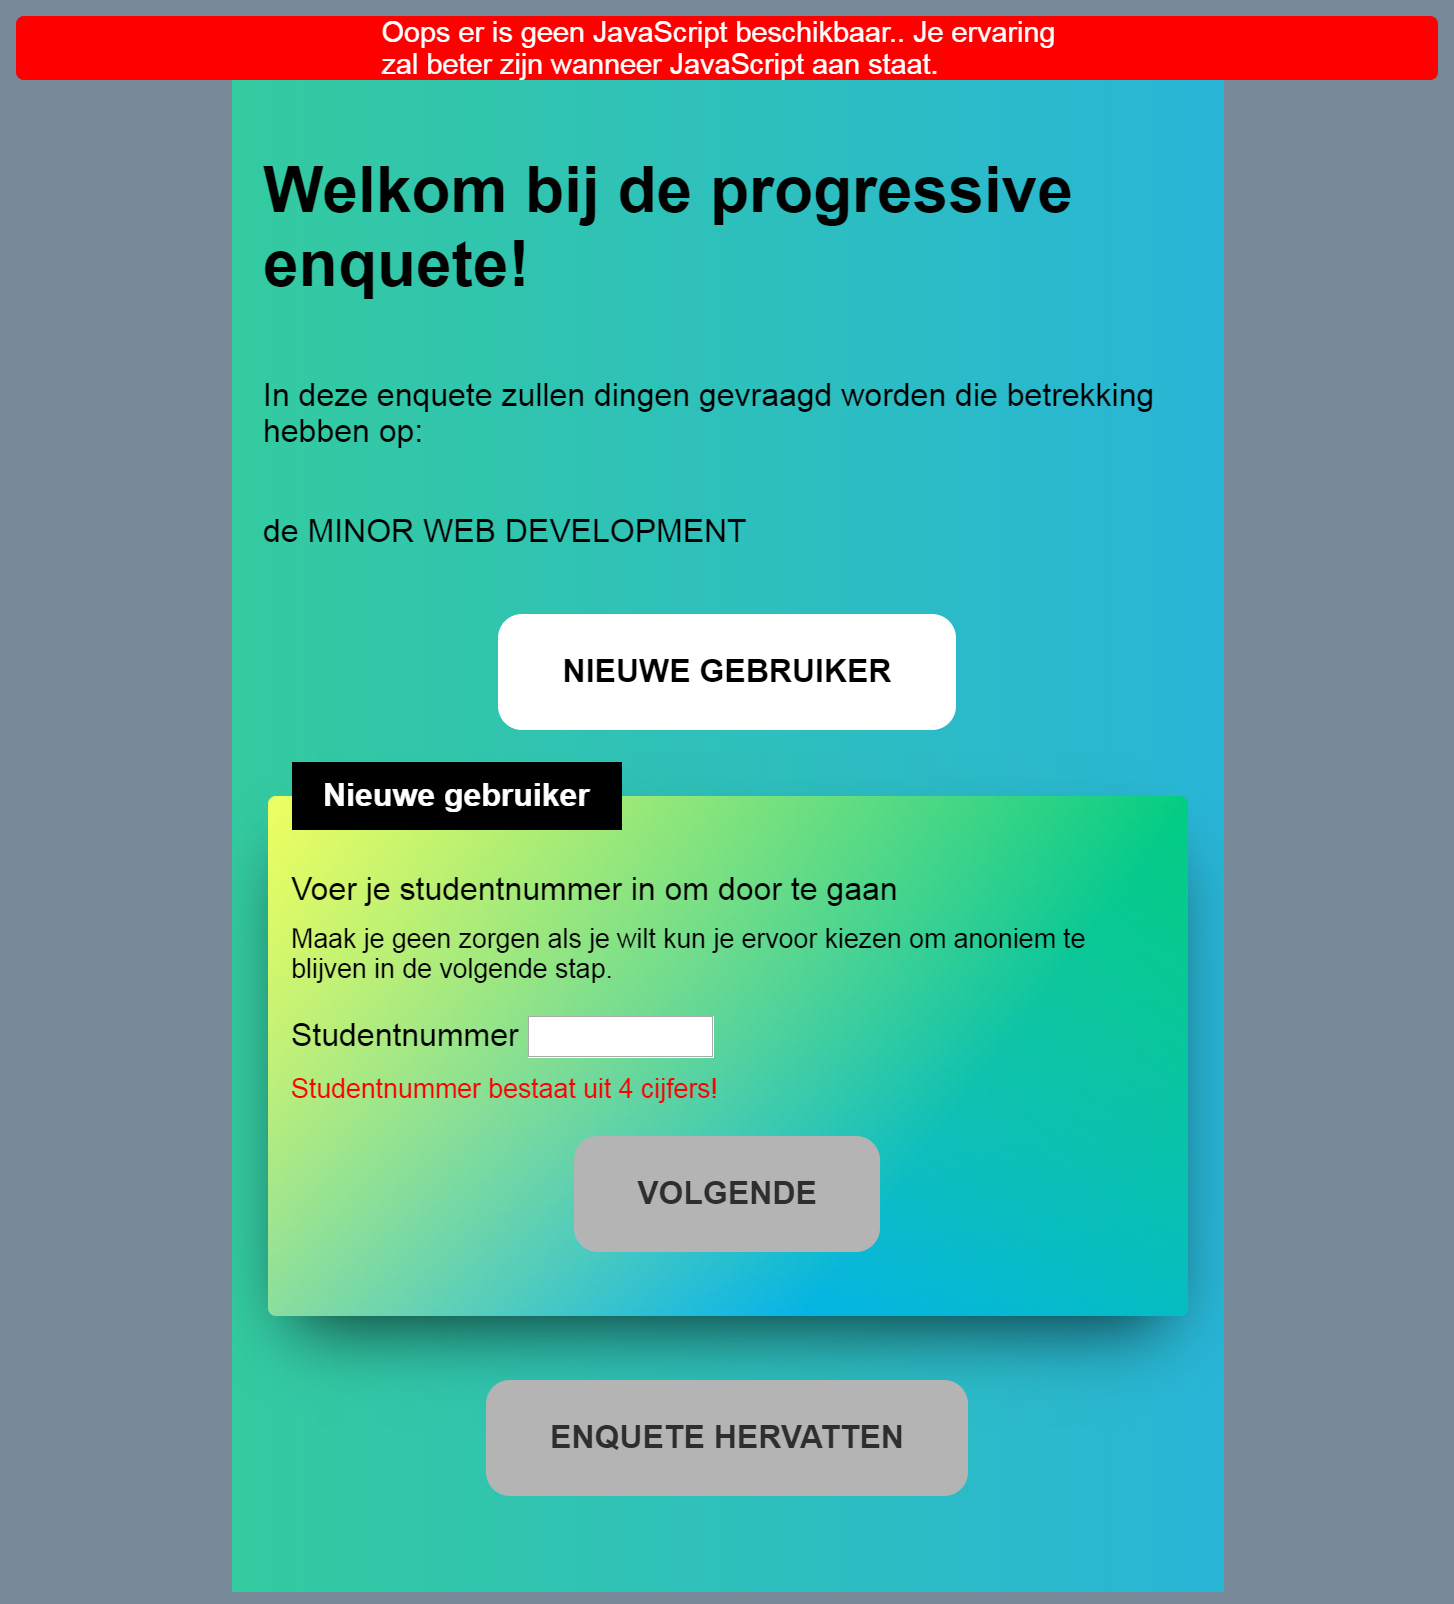 Oops er is geen JavaScript beschikbaar.. Je ervaring
zal beter zijn wanneer JavaScript aan staat.
Welkom bij de progressive
enquete!
In deze enquete zullen dingen gevraagd worden die betrekking
hebben op:
de MINOR WEB DEVELOPMENT
NIEUWE GEBRUIKER
Nieuwe gebruiker
Voer je studentnummer in om door te gaan
Maak je geen zorgen als je wilt kun je ervoor kiezen om anoniem te
blijven in de volgende stap.
Studentnummer
Studentnummer bestaat uit 4 cijfers!
VOLGENDE
ENQUETE HERVATTEN